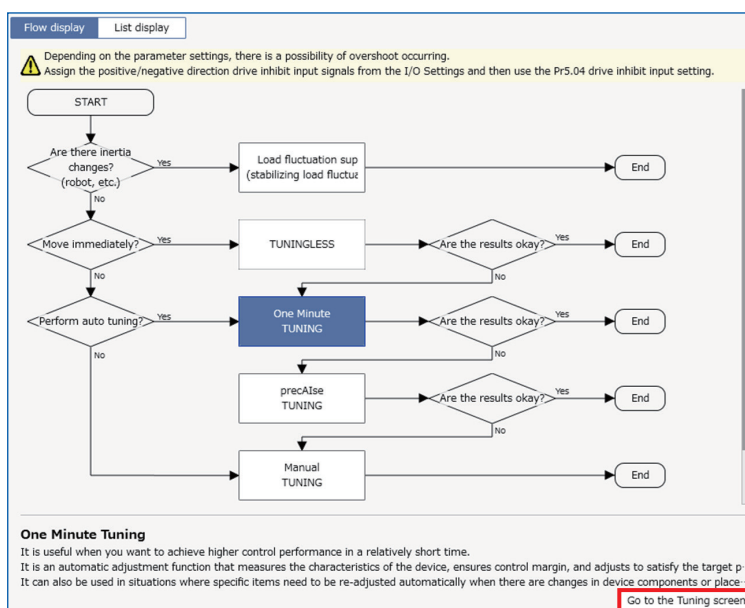 Flow display
List display
Depending on the parameter settings, there is a possibility of overshoot occurring.
Assign the positive/negative direction drive inhibit input signals from the I/O Settings and then use the Pr5.04 drive inhibit input setting.
START
Are there inertia
changes?
(robot, etc.)
Yes
No
Load fluctuation sup
(stabilizing load fluctua
End
Move immediately?
Yes
No
TUNINGLESS
Are the results okay?
Yes
No
End
Perform auto tuning?
Yes
No
One Minute
TUNING
Are the results okay?
Yes
No
End
precAIse
TUNING
Are the results okay?
Yes
No
End
Manual
TUNING
End
One Minute Tuning
It is useful when you want to achieve higher control performance in a relatively short time.
It is an automatic adjustment function that measures the characteristics of the device, ensures control margin, and adjusts to satisfy the target p
It can also be used in situations where specific items need to be re-adjusted automatically when there are changes in device components or place
Go to the Tuning screen